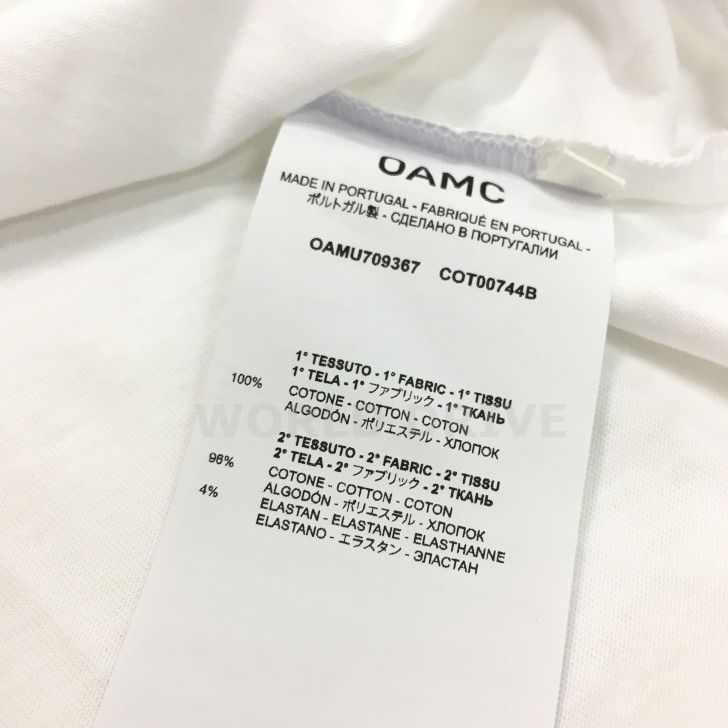 OAMC
MADE IN PORTUGAL - FABRIQUÉ EN PORTUGAL -
ポルトガル製 - СДЕЛАНО В ПОРТУГАЛИИ
OAMU709367 COT00744B
1° TESSUTO - 1° FABRIC - 1° TISSU
1° TELA - 1° ファブリック - 1° ТКАНЬ
100% COTONE - COTTON - COTON
ALGODÓN - ポリエステル - ХЛОПОК
2° TESSUTO - 2° FABRIC - 2° TISSU
2° TELA - 2° ファブリック - 2° ТКАНЬ
96% COTONE - COTTON - COTON
ALGODÓN - ポリエステル - ХЛОПОК
4% ELASTAN - ELASTANE - ELASTHANNE
ELASTANO - エラスタン - ЭЛАСТАН
WORLD